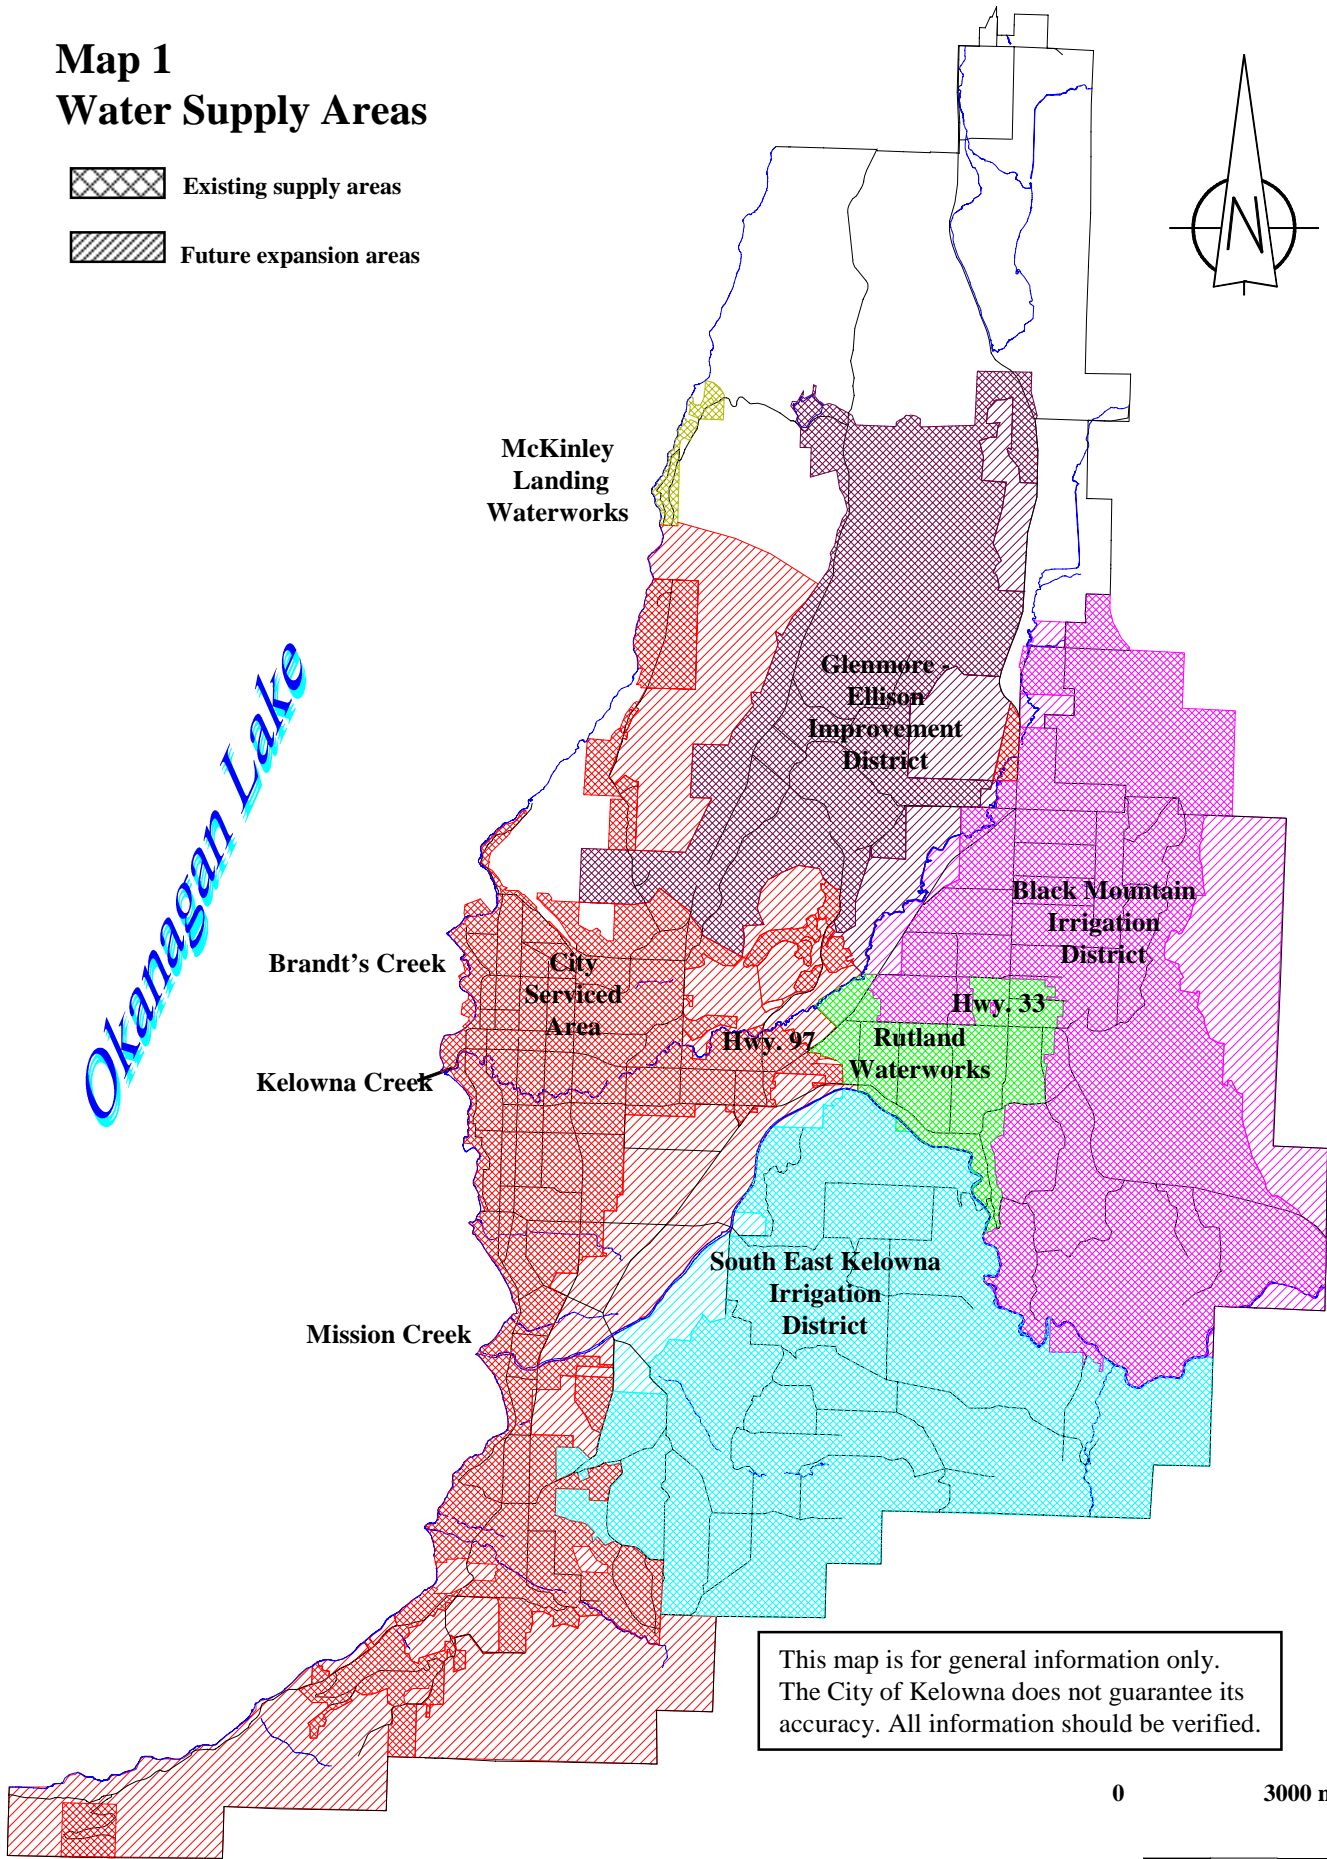 Map 1
Water Supply Areas
Existing supply areas
Future expansion areas
N
McKinley
Landing
Waterworks
Glenmore -
Ellison
Improvement
District
Okanagan Lake
Black Mountain
Irrigation
District
Brandt's Creek
City
Serviced
Area
Hwy. 33
Hwy. 97
Rutland
Waterworks
Kelowna Creek
South East Kelowna
Irrigation
District
Mission Creek
This map is for general information only.
The City of Kelowna does not guarantee its
accuracy. All information should be verified.
0 3000